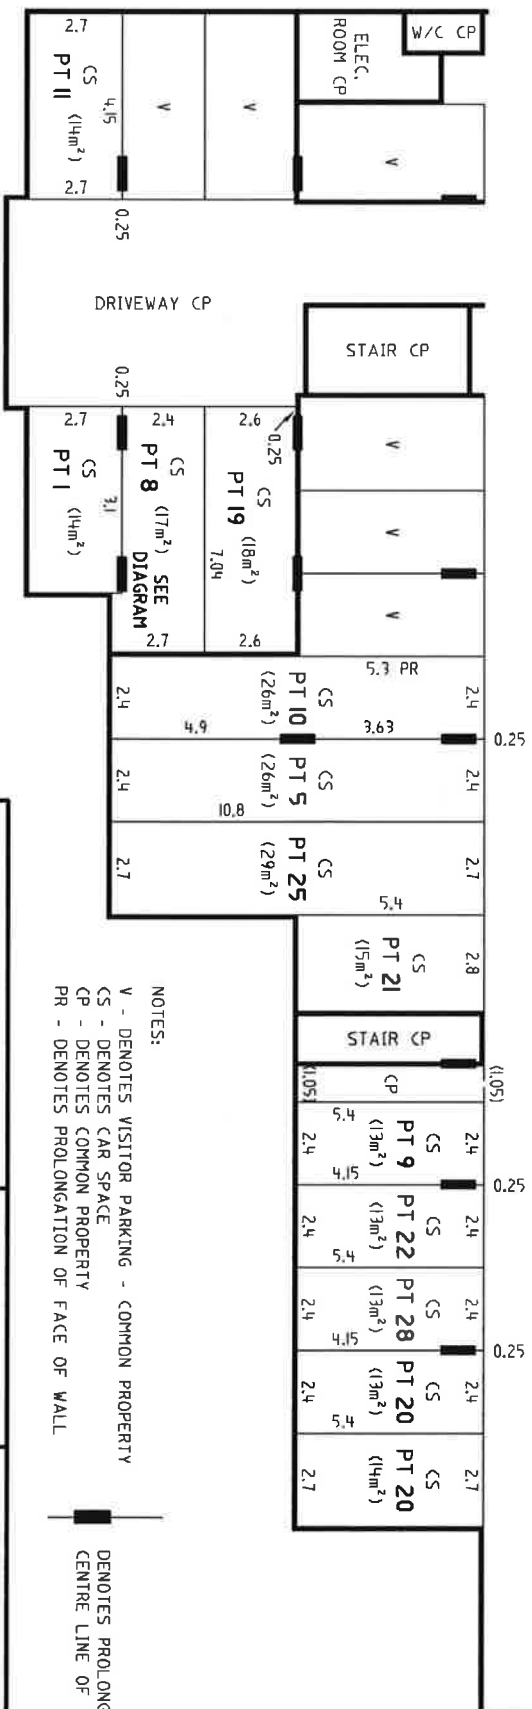 W/C CP
ELEC.
ROOM CP
2.7
CS
PT 11
(14m²)
4.15
2.7
V
V
V
0.25
DRIVEWAY CP
STAIR CP
0.25
2.7
CS
PT 1
(14m²)
3.1
2.4
CS
PT 8
(17m²)
SEE
DIAGRAM
2.7
2.6
0.25
CS
PT 19
(18m²)
7.04
2.6
V
V
V
5.3 PR
2.4
CS
PT 10
(26m²)
2.4
4.9
3.63
0.25
2.4
CS
PT 5
(26m²)
2.4
10.8
2.7
CS
PT 25
(29m²)
2.7
5.4
2.8
CS
PT 21
(15m²)
STAIR CP
(1.05)
CP
(1.05)
5.4
2.4
CS
PT 9
(13m²)
2.4
4.15
0.25
2.4
CS
PT 22
(13m²)
2.4
5.4
2.4
CS
PT 28
(13m²)
2.4
4.15
0.25
2.4
CS
PT 20
(13m²)
2.4
5.4
2.7
CS
PT 20
(14m²)
2.7
NOTES:
V - DENOTES VISITOR PARKING - COMMON PROPERTY
CS - DENOTES CAR SPACE
CP - DENOTES COMMON PROPERTY
PR - DENOTES PROLONGATION OF FACE OF WALL
DENOTES PROLONG
CENTRE LINE OF